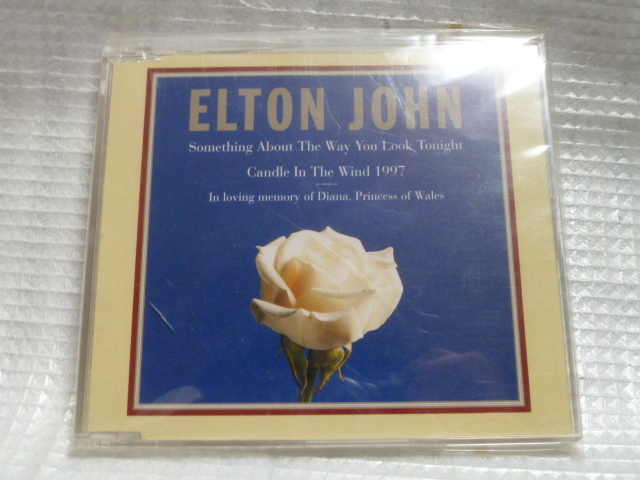 ELTON JOHN
Something About The Way You Look Tonight
Candle In The Wind 1997
In loving memory of Diana, Princess of Wales